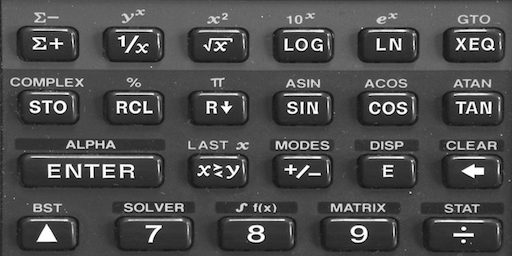 Σ− yˣ x² 10ˣ eˣ GTO
Σ+ 1/x √x LOG LN XEQ
COMPLEX % π ASIN ACOS ATAN
STO RCL R↓ SIN COS TAN
ALPHA LAST x MODES DISP CLEAR
ENTER x≷y +/− E ←
BST SOLVER ∫f(x) MATRIX STAT
▲ 7 8 9 ÷